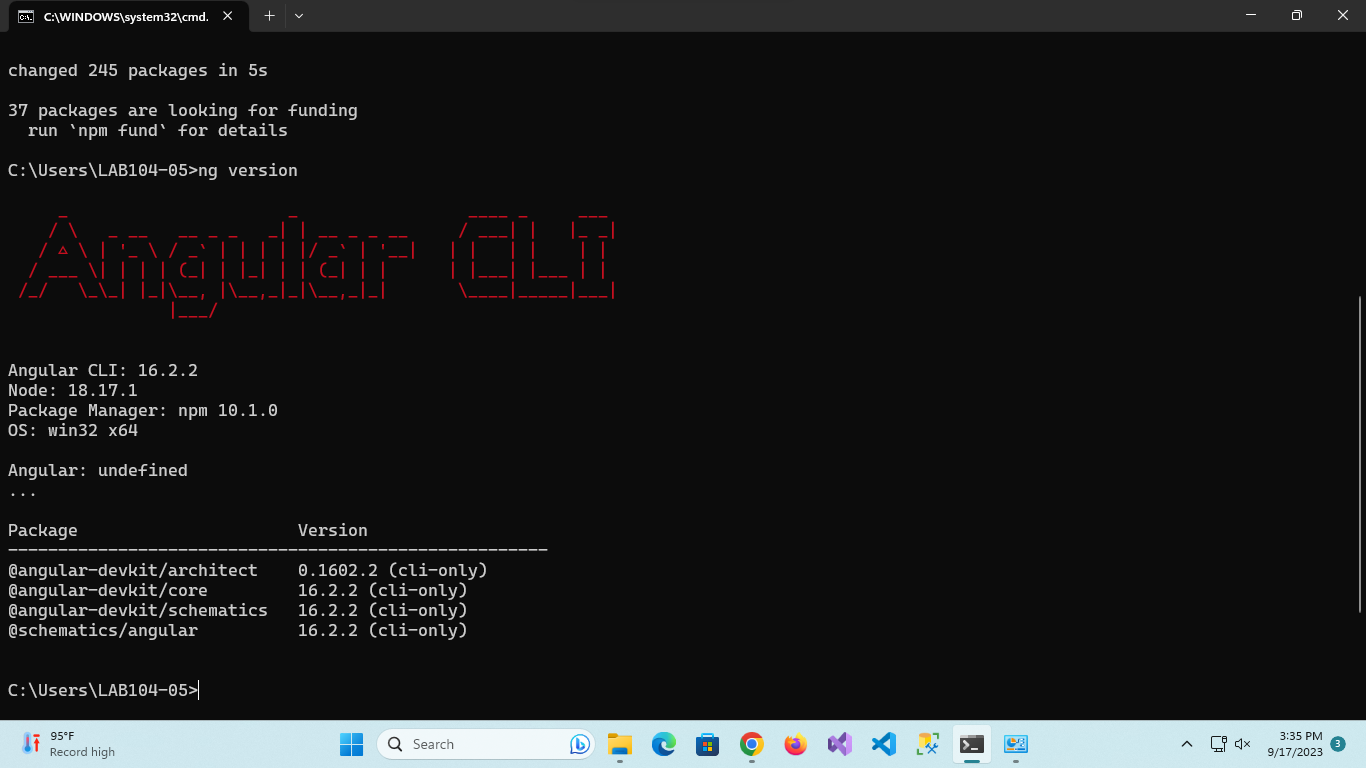 C:\WINDOWS\system32\cmd.
changed 245 packages in 5s
37 packages are looking for funding
  run `npm fund` for details
C:\Users\LAB104-05>ng version
Angular CLI
Angular CLI: 16.2.2
Node: 18.17.1
Package Manager: npm 10.1.0
OS: win32 x64
Angular: undefined
...
Package                      Version
------------------------------------------------------
@angular-devkit/architect    0.1602.2 (cli-only)
@angular-devkit/core         16.2.2 (cli-only)
@angular-devkit/schematics   16.2.2 (cli-only)
@schematics/angular          16.2.2 (cli-only)
C:\Users\LAB104-05>
95°F
Record high
Search
3:35 PM
9/17/2023
3